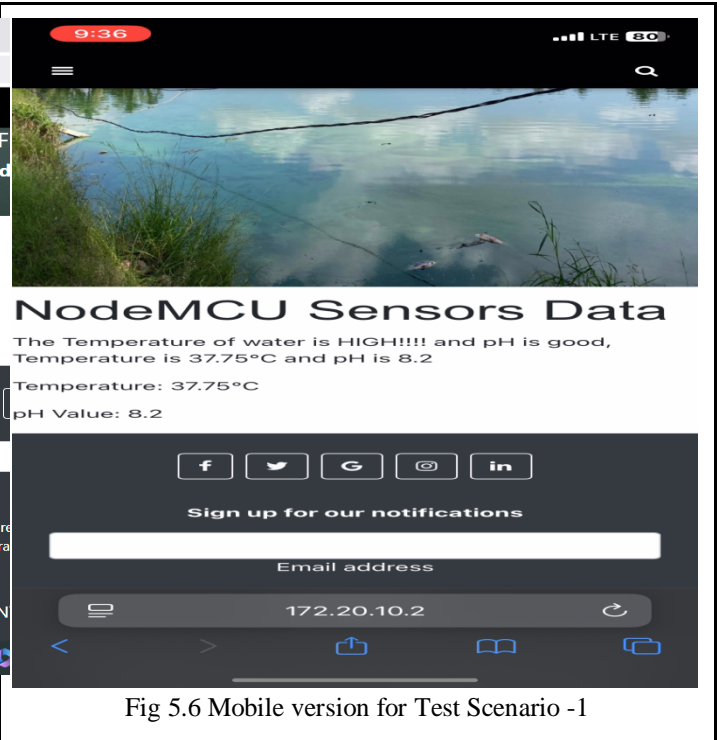 9:36
LTE 80
NodeMCU Sensors Data
The Temperature of water is HIGH!!!! and pH is good,
Temperature is 37.75°C and pH is 8.2
Temperature: 37.75°C
pH Value: 8.2
f G in
Sign up for our notifications
Email address
172.20.10.2
Fig 5.6 Mobile version for Test Scenario -1